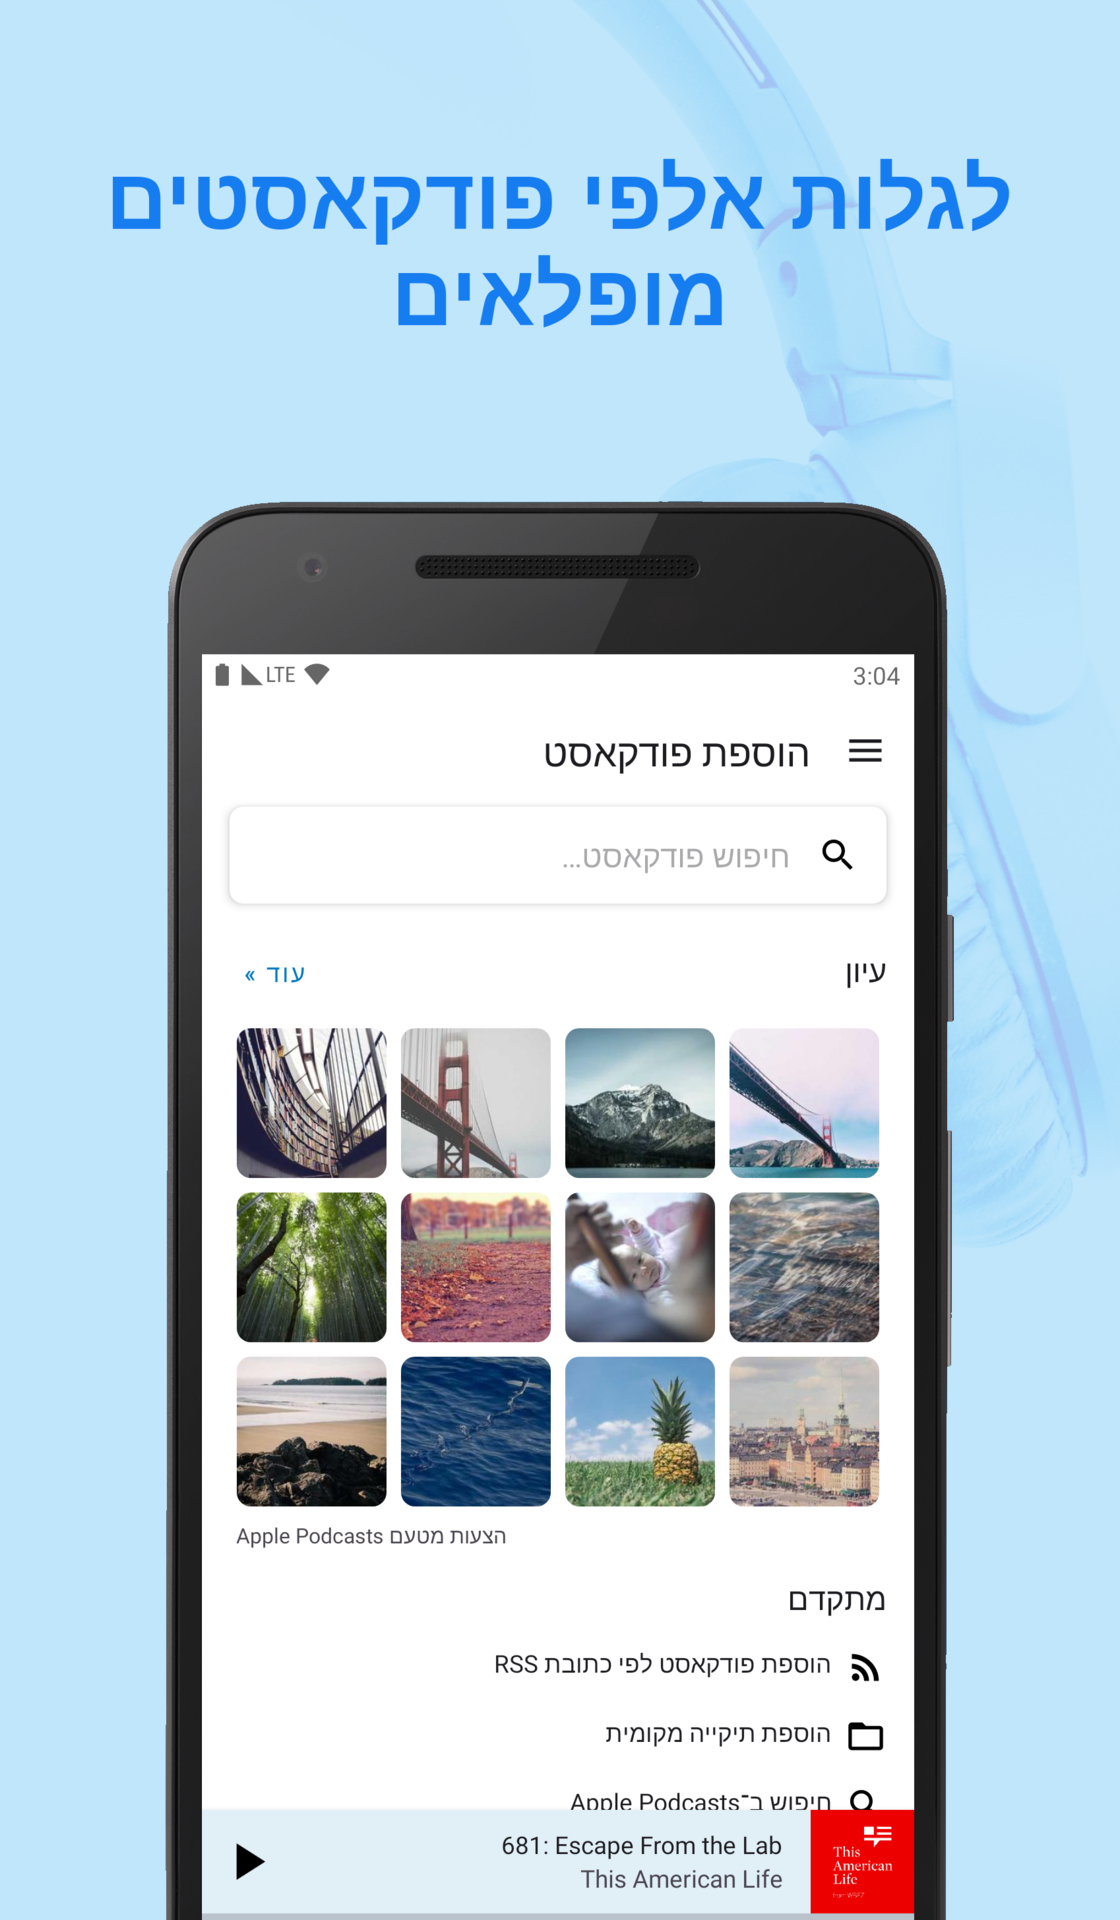 לגלות אלפי פודקאסטים
מופלאים
LTE
3:04
הוספת פודקאסט
חיפוש פודקאסט...
עיון
עוד »
הצעות מטעם Apple Podcasts
מתקדם
הוספת פודקאסט לפי כתובת RSS
הוספת תיקייה מקומית
חיפוש ב־Apple Podcasts
681: Escape From the Lab
This American Life
This
American
Life
from WBEZ